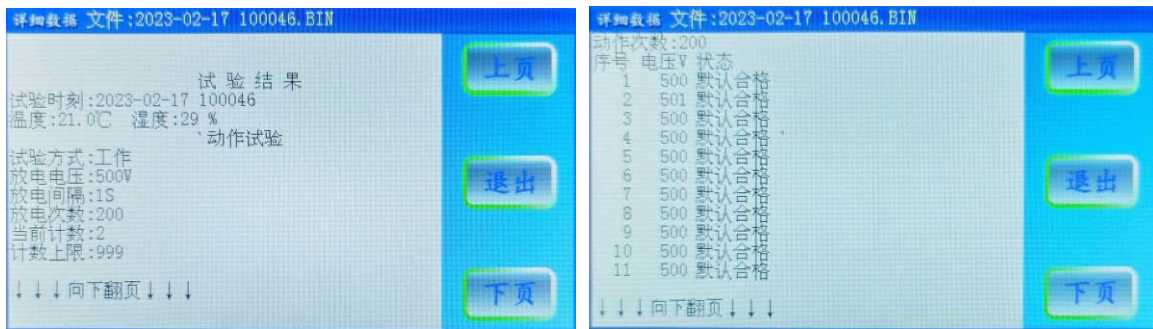 详细数据 文件:2023-02-17 100046.BIN
试 验 结 果
试验时刻:2023-02-17 100046
温度:21.0℃ 湿度:29 %
动作试验
试验方式:工作
放电电压:500V
放电间隔:1S
放电次数:200
当前计数:2
计数上限:999
↓↓↓向下翻页↓↓↓
上页
退出
下页
详细数据 文件:2023-02-17 100046.BIN
动作次数:200
序号 电压V 状态
1 500 默认合格
2 501 默认合格
3 500 默认合格
4 500 默认合格
5 500 默认合格
6 500 默认合格
7 500 默认合格
8 500 默认合格
9 500 默认合格
10 500 默认合格
11 500 默认合格
↓↓↓向下翻页↓↓↓
上页
退出
下页